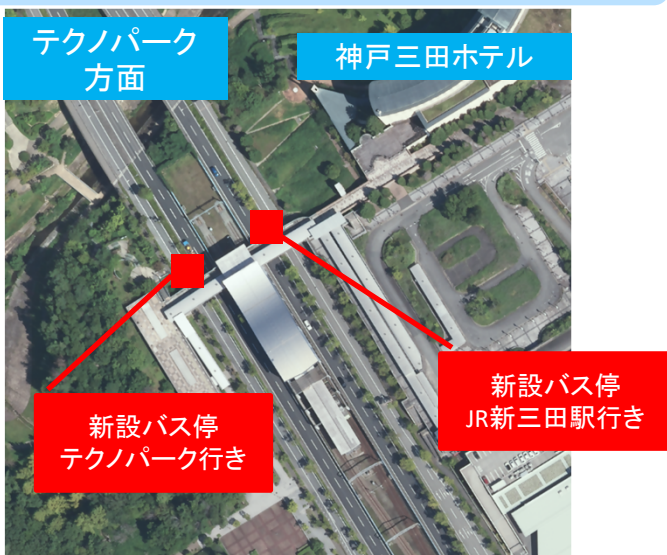 テクノパーク
方面
神戸三田ホテル
新設バス停
JR新三田駅行き
新設バス停
テクノパーク行き